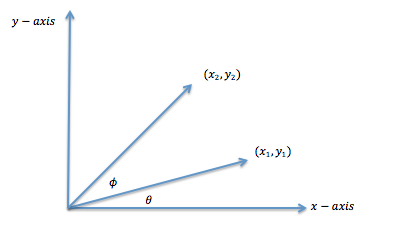 y − axis
(x₂, y₂)
(x₁, y₁)
ϕ
θ
x − axis